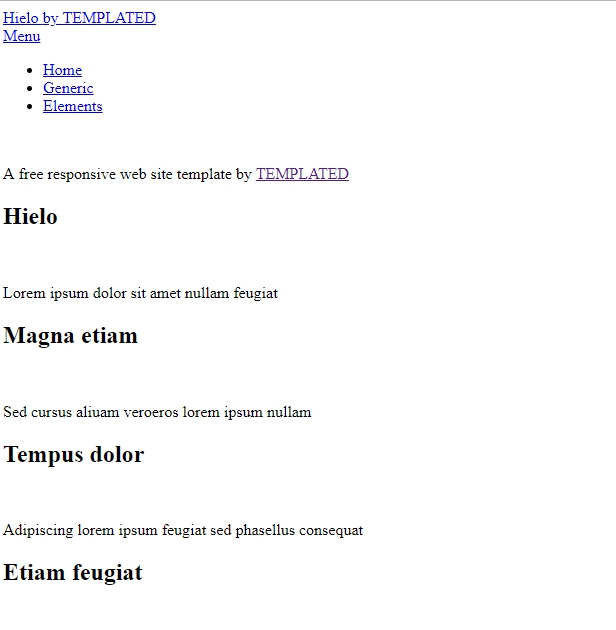 Hielo by TEMPLATED
Menu
Home
Generic
Elements
A free responsive web site template by TEMPLATED
Hielo
Lorem ipsum dolor sit amet nullam feugiat
Magna etiam
Sed cursus aliuam veroeros lorem ipsum nullam
Tempus dolor
Adipiscing lorem ipsum feugiat sed phasellus consequat
Etiam feugiat